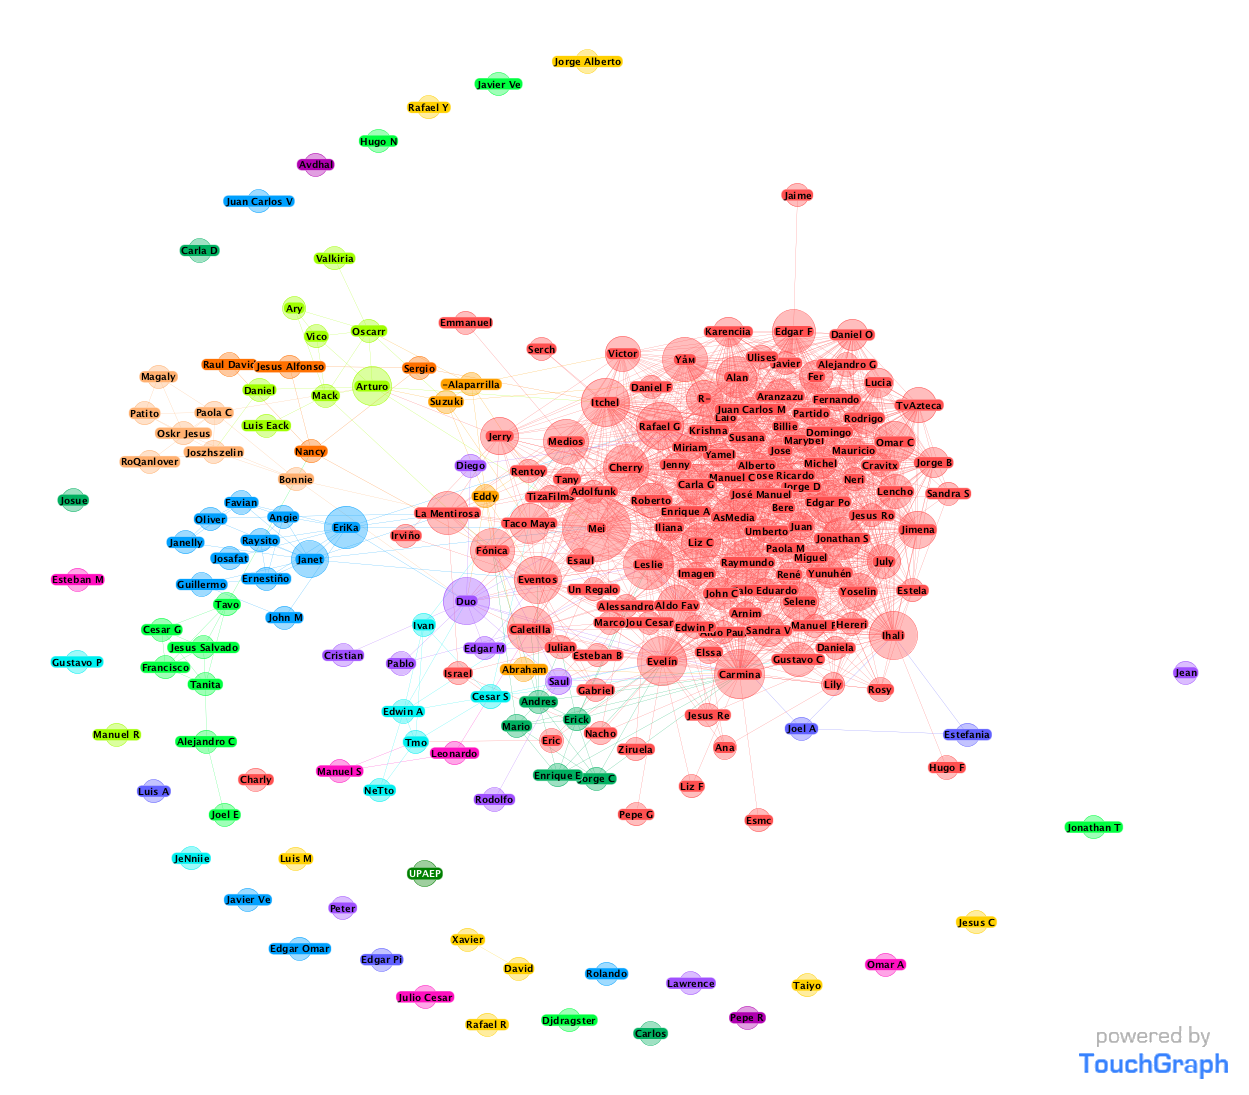 Jorge Alberto
Javier Ve
Rafael Y
Hugo N
Avdhal
Juan Carlos V
Jaime
Carla D
Valkiria
Ary
Emmanuel
Vico
Oscarr
Karenciia
Edgar F
Daniel O
Serch
Victor
Yàм
Ulises
Javier
Alejandro G
Raul David
Jesus Alfonso
Sergio
Magaly
Alan
Fer
Lucia
Daniel
Arturo
~Alaparrilla
Daniel F
Mack
Suzuki
Itchel
R~
Aranzazu
Fernando
TvAzteca
Patito
Paola C
Juan Carlos M
Partido
Lalo
Rodrigo
Luis Eack
Rafael G
Krishna
Billie
Oskr Jesus
Jerry
Medios
Susana
Marybel
Domingo
Omar C
Joszhszelin
Nancy
Miriam
Yamel
Jose
Mauricio
RoQanlover
Diego
Rentoy
Cherry
Jenny
Alberto
Michel
Cravitx
Jorge B
Bonnie
Tany
Carla G
Manuel C
Jose Ricardo
Neri
Josue
Eddy
TizaFilms
Adolfunk
Roberto
José Manuel
Jorge D
Lencho
Sandra S
Favian
Angie
La Mentirosa
Enrique A
AsMedia
Bere
Edgar Po
Oliver
EriKa
Taco Maya
Mei
Iliana
Umberto
Juan
Jesus Ro
Jimena
Janelly
Raysito
Irviño
Liz C
Paola M
Jonathan S
Josafat
Janet
Fónica
Esaul
Leslie
Raymundo
Miguel
July
Esteban M
Guillermo
Ernestiño
Eventos
Imagen
René
Yunuhén
Un Regalo
John C
Yoselin
Estela
Tavo
Duo
Alessandro
Aldo Fav
Selene
John M
Arnim
Cesar G
Ivan
Caletilla
Marco
Jou Cesar
Edwin P
Aldo Pau
Sandra V
Manuel F
Hereri
Ihali
Jesus Salvado
Cristian
Edgar M
Julian
Esteban B
Elssa
Daniela
Gustavo P
Francisco
Pablo
Abraham
Evelin
Gustavo C
Jean
Tanita
Israel
Saul
Carmina
Lily
Rosy
Cesar S
Andres
Gabriel
Edwin A
Mario
Erick
Jesus Re
Joel A
Estefania
Manuel R
Alejandro C
Tmo
Leonardo
Eric
Nacho
Ziruela
Ana
Luis A
Charly
Manuel S
NeTto
Enrique E
Jorge C
Liz F
Hugo F
Joel E
Rodolfo
Pepe G
Esmc
Jonathan T
JeNniie
Luis M
UPAEP
Javier Ve
Peter
Jesus C
Edgar Omar
Xavier
Edgar Pi
David
Rolando
Omar A
Julio Cesar
Lawrence
Taiyo
Rafael R
Djdragster
Carlos
Pepe R
powered by
TouchGraph